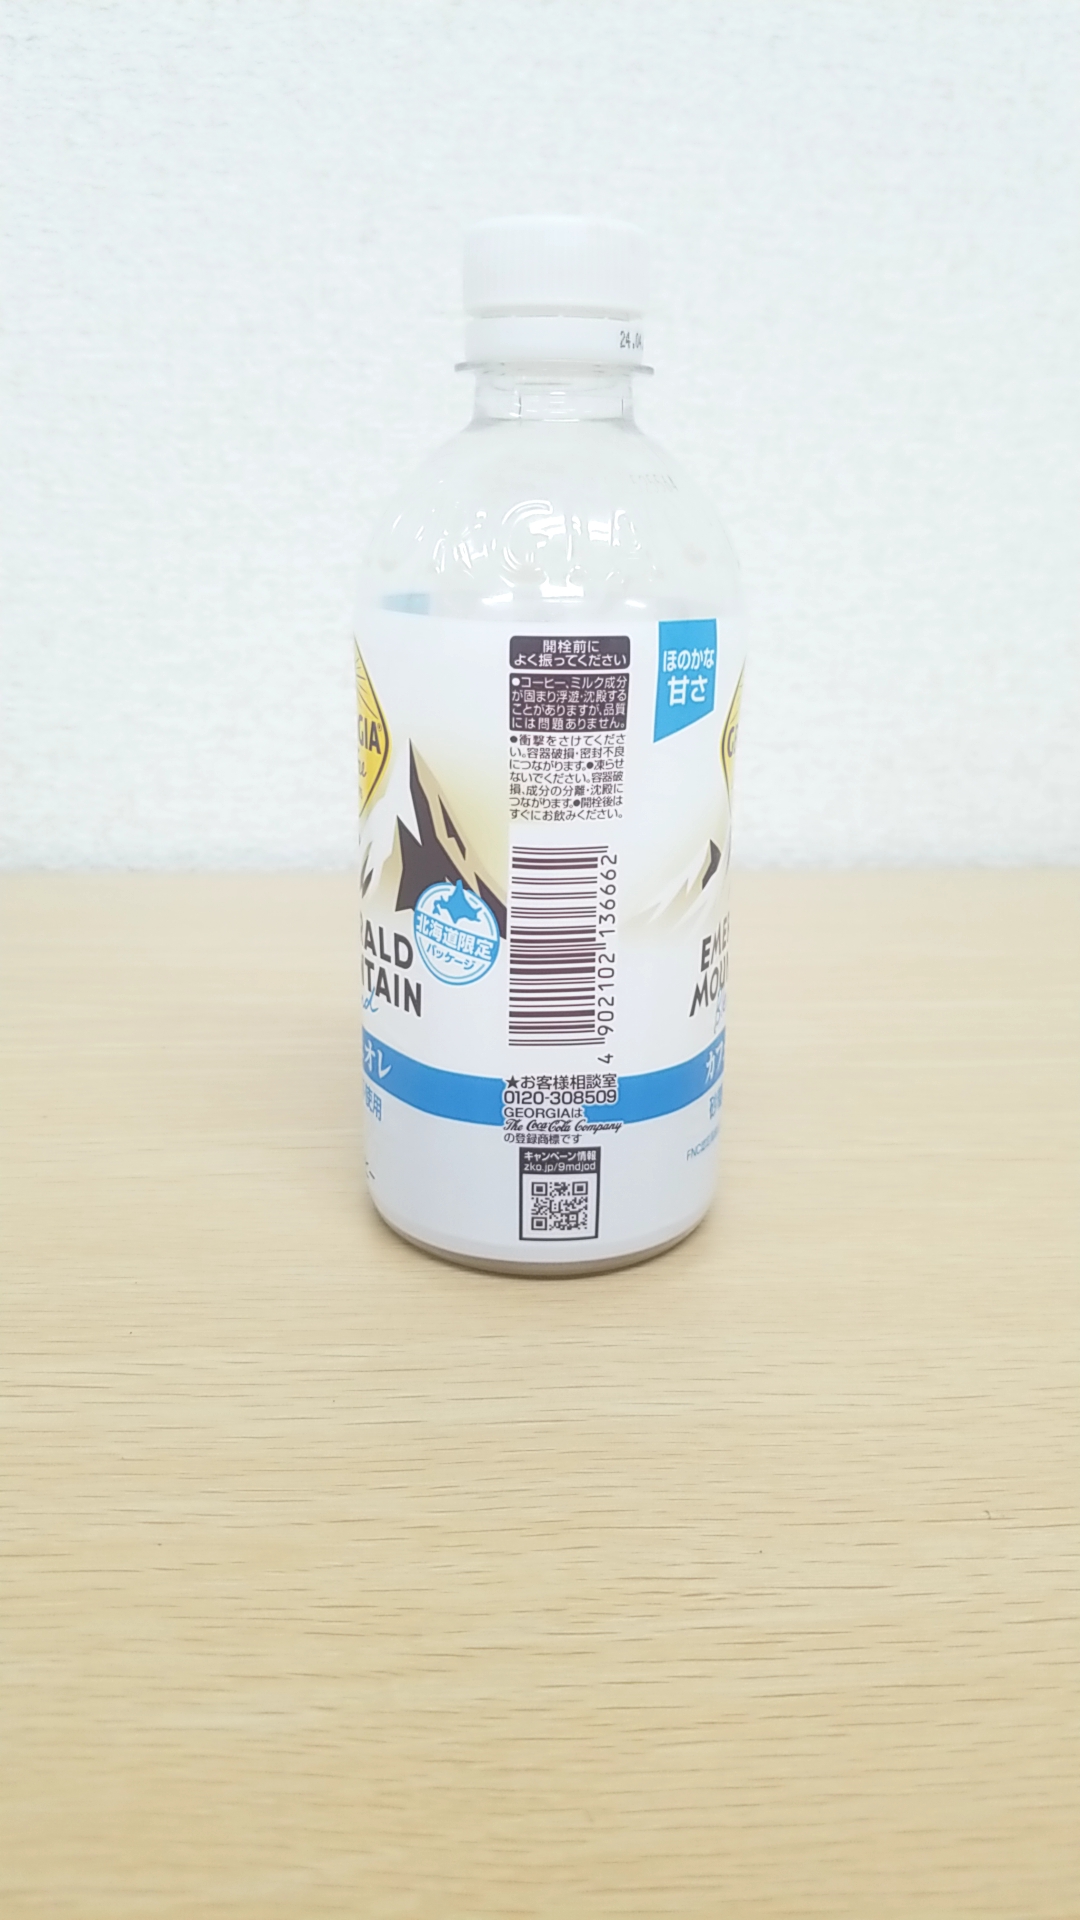 24.04
開栓前に
よく振ってください
●コーヒー、ミルク成分
が固まり浮遊・沈殿する
ことがありますが、品質
には問題ありません。
●衝撃をさけてくださ
い。容器破損・密封不良
につながります。●凍らせ
ないでください。容器破
損、成分の分離・沈殿に
つながります。●開栓後は
すぐにお飲みください。
4 902102 136662
★お客様相談室
0120-308509
GEORGIAは
The Coca-Cola Company
の登録商標です
キャンペーン情報
zko.jp/9mdjod
ほのかな
甘さ
GIA
北海道限定
パッケージ
RALD
NTAIN
オレ
使用
EME
MOU
カフ